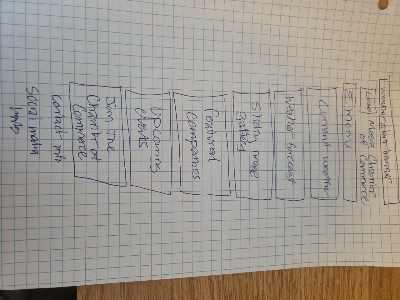 weather alert banner
Logo Moose Chamber
of Commerce
menu
Current weather
Weather forecast
Sliding image
Gallery
Featured
Companies
Upcoming
events
Join The
Chamber of
Commerce
contact info
Social media
links